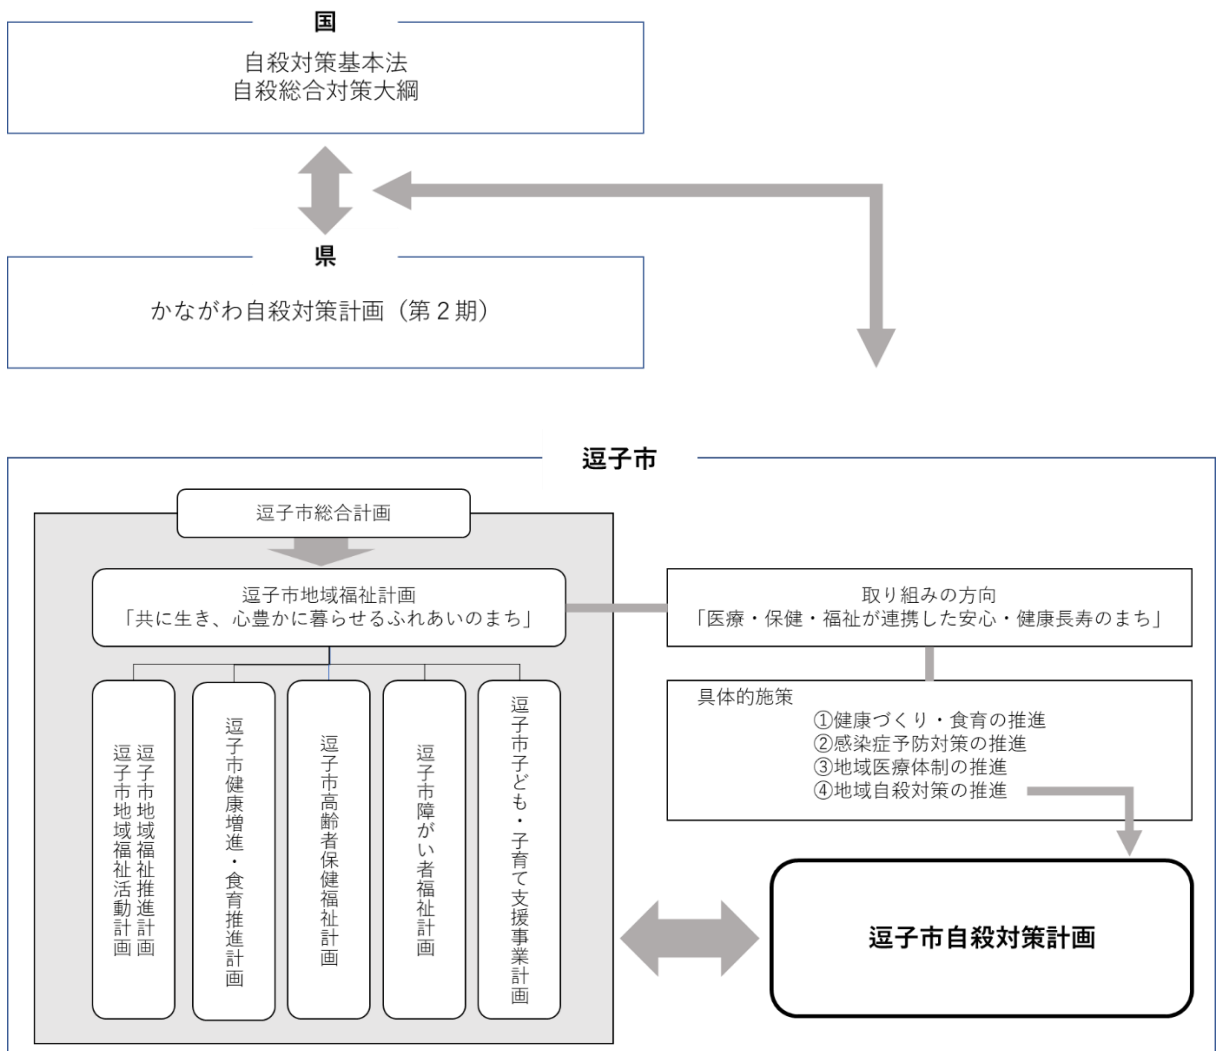 国
自殺対策基本法
自殺総合対策大綱
県
かながわ自殺対策計画（第２期）
逗子市
逗子市総合計画
逗子市地域福祉計画
「共に生き、心豊かに暮らせるふれあいのまち」
取り組みの方向
「医療・保健・福祉が連携した安心・健康長寿のまち」
具体的施策
①健康づくり・食育の推進
②感染症予防対策の推進
③地域医療体制の推進
④地域自殺対策の推進
逗子市地域福祉推進計画
逗子市地域福祉活動計画
逗子市健康増進・食育推進計画
逗子市高齢者保健福祉計画
逗子市障がい者福祉計画
逗子市子ども・子育て支援事業計画
逗子市自殺対策計画